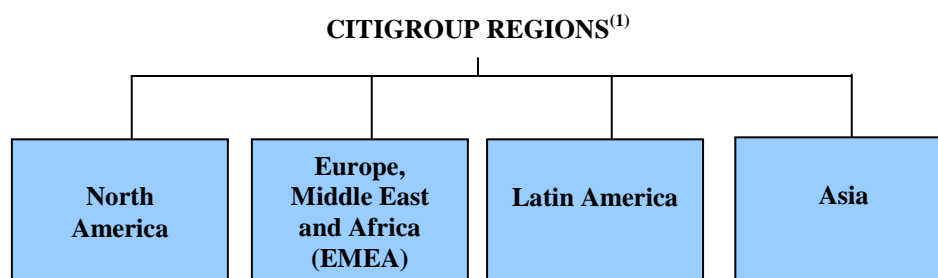 CITIGROUP REGIONS(1)
North
America
Europe,
Middle East
and Africa
(EMEA)
Latin America
Asia